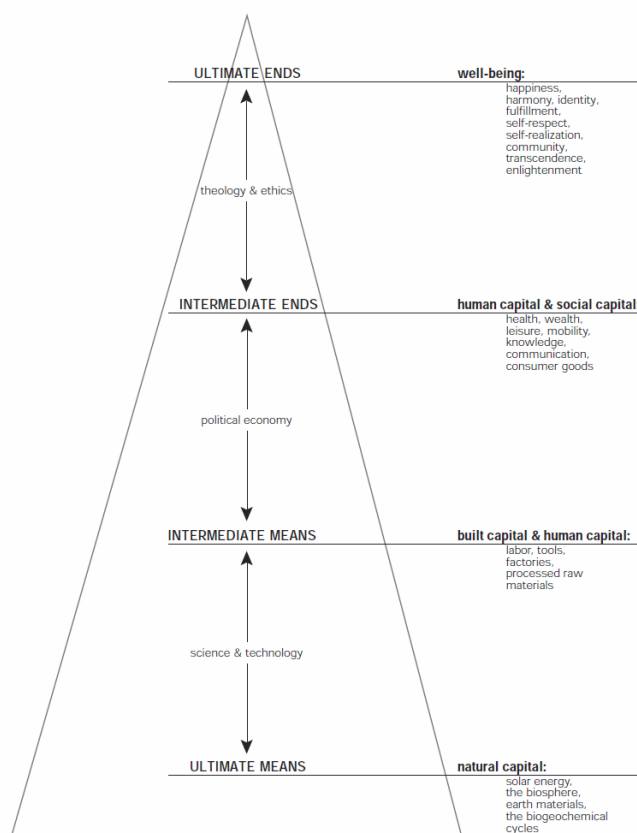 ULTIMATE ENDS
well-being:
happiness,
harmony, identity,
fulfillment,
self-respect,
self-realization,
community,
transcendence,
enlightenment
theology & ethics
INTERMEDIATE ENDS
human capital & social capital
health, wealth,
leisure, mobility,
knowledge,
communication,
consumer goods
political economy
INTERMEDIATE MEANS
built capital & human capital:
labor, tools,
factories,
processed raw
materials
science & technology
ULTIMATE MEANS
natural capital:
solar energy,
the biosphere,
earth materials,
the biogeochemical
cycles